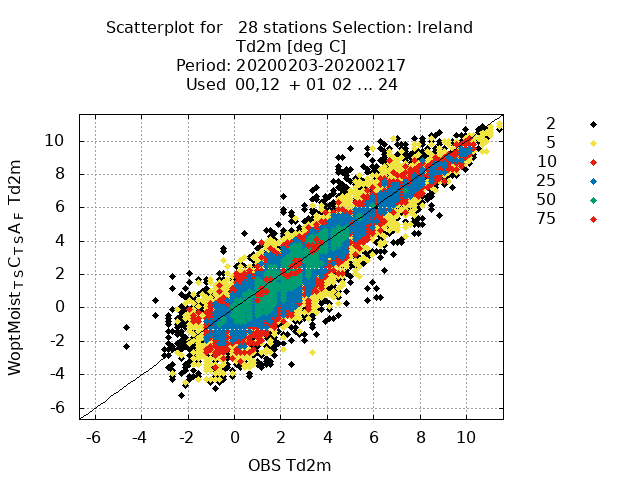 Scatterplot for   28 stations Selection: Ireland
Td2m [deg C]
Period: 20200203-20200217
Used  00,12  + 01 02 ... 24
2
5
10
25
50
75
10
8
6
4
2
0
-2
-4
-6
WoptMoist_T_SC_T_SA_F  Td2m
-6 -4 -2 0 2 4 6 8 10
OBS Td2m